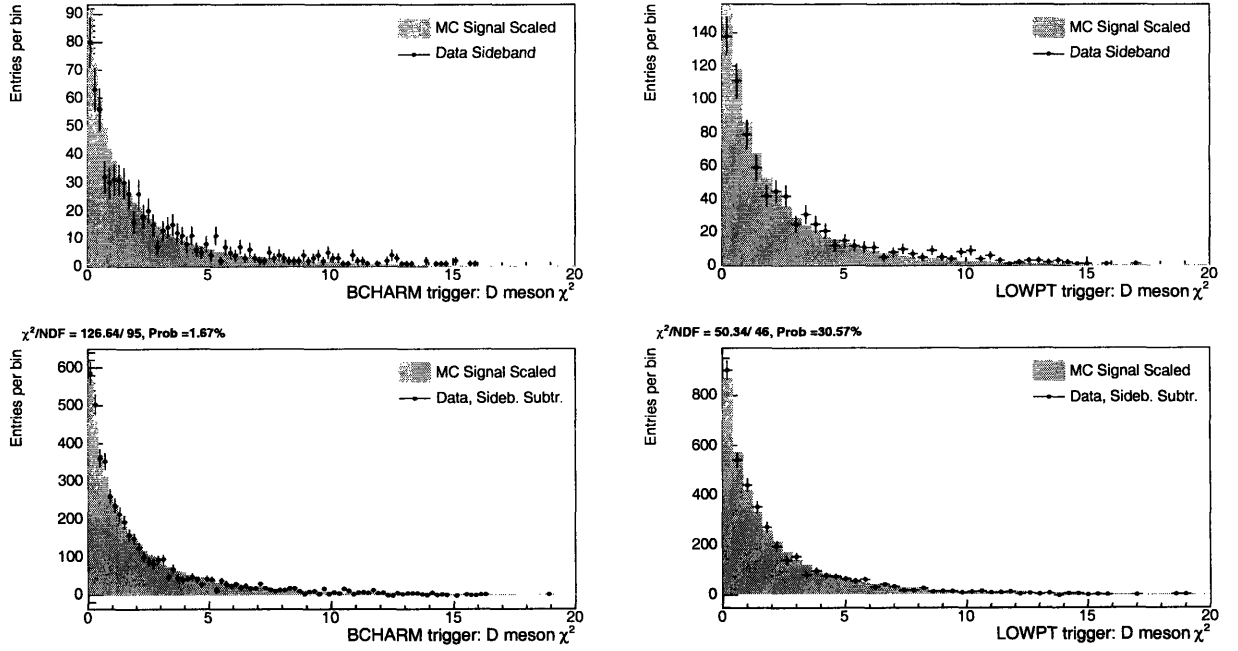 Entries per bin
90
80
70
60
50
40
30
20
10
0
MC Signal Scaled
Data Sideband
0 5 10 15 20
BCHARM trigger: D meson χ²
Entries per bin
140
120
100
80
60
40
20
0
MC Signal Scaled
Data Sideband
0 5 10 15 20
LOWPT trigger: D meson χ²
χ²/NDF = 126.64/ 95, Prob =1.67%
Entries per bin
600
500
400
300
200
100
0
MC Signal Scaled
Data, Sideb. Subtr.
0 5 10 15 20
BCHARM trigger: D meson χ²
χ²/NDF = 50.34/ 46, Prob =30.57%
Entries per bin
800
600
400
200
0
MC Signal Scaled
Data, Sideb. Subtr.
0 5 10 15 20
LOWPT trigger: D meson χ²